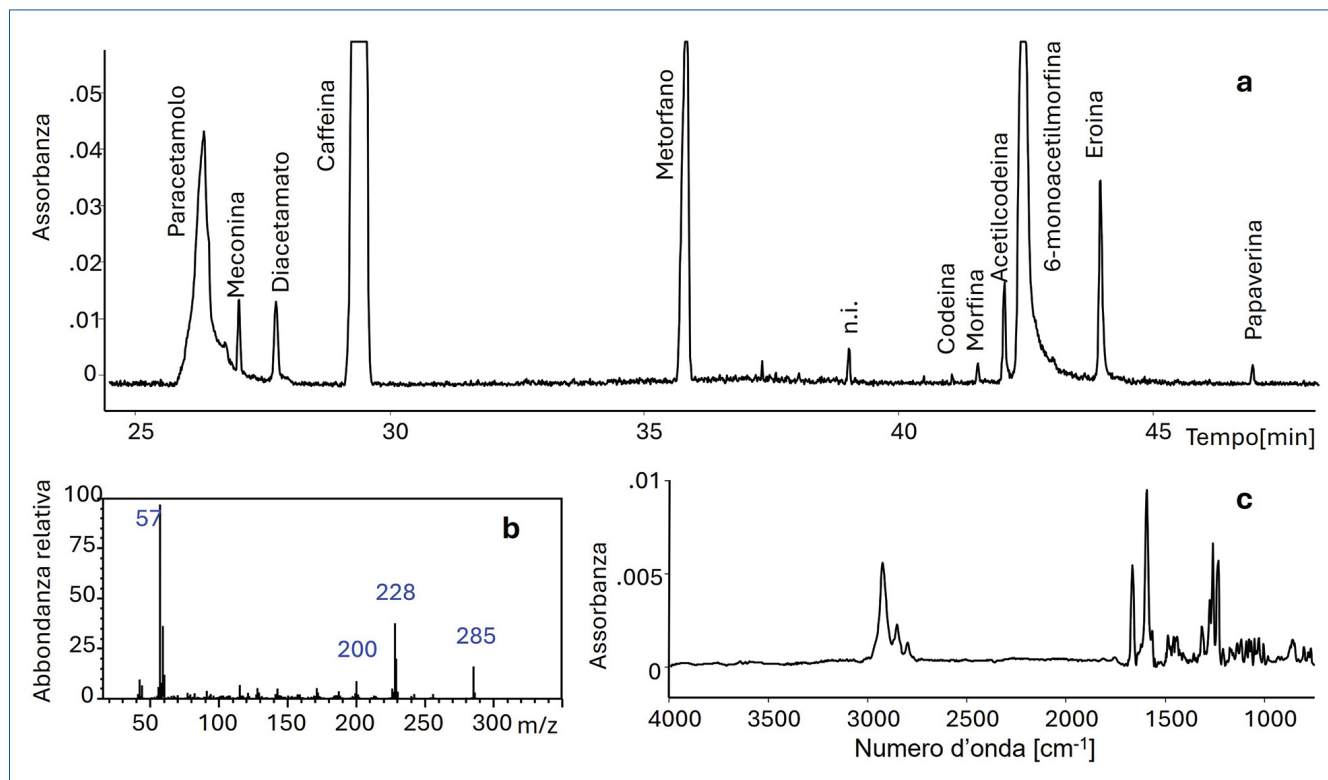 a
Assorbanza
.05
.04
.03
.02
.01
0
Paracetamolo
Meconina
Diacetamato
Caffeina
Metorfano
n.i.
Codeina
Morfina
Acetilcodeina
6-monoacetilmorfina
Eroina
Papaverina
25 30 35 40 45 Tempo[min]
b
Abbondanza relativa
100
75
50
25
0
57
200
228
285
50 100 150 200 250 300 m/z
c
Assorbanza
.01
.005
0
4000 3500 3000 2500 2000 1500 1000
Numero d’onda [cm-1]